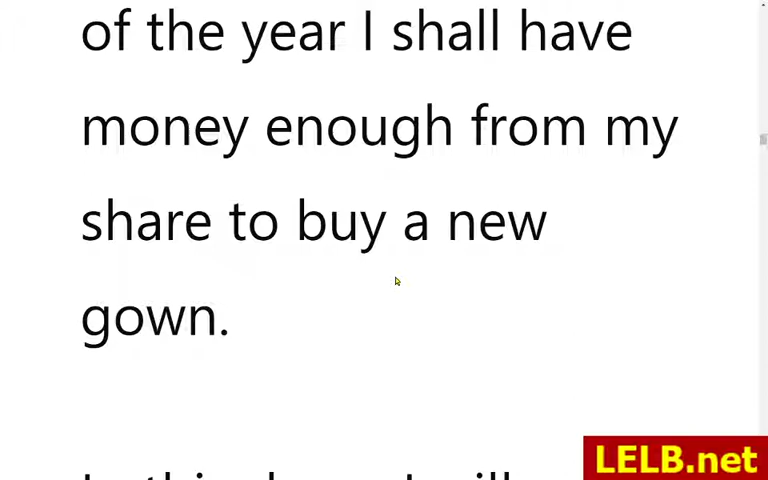 of the year I shall have
money enough from my
share to buy a new
gown.
LELB.net